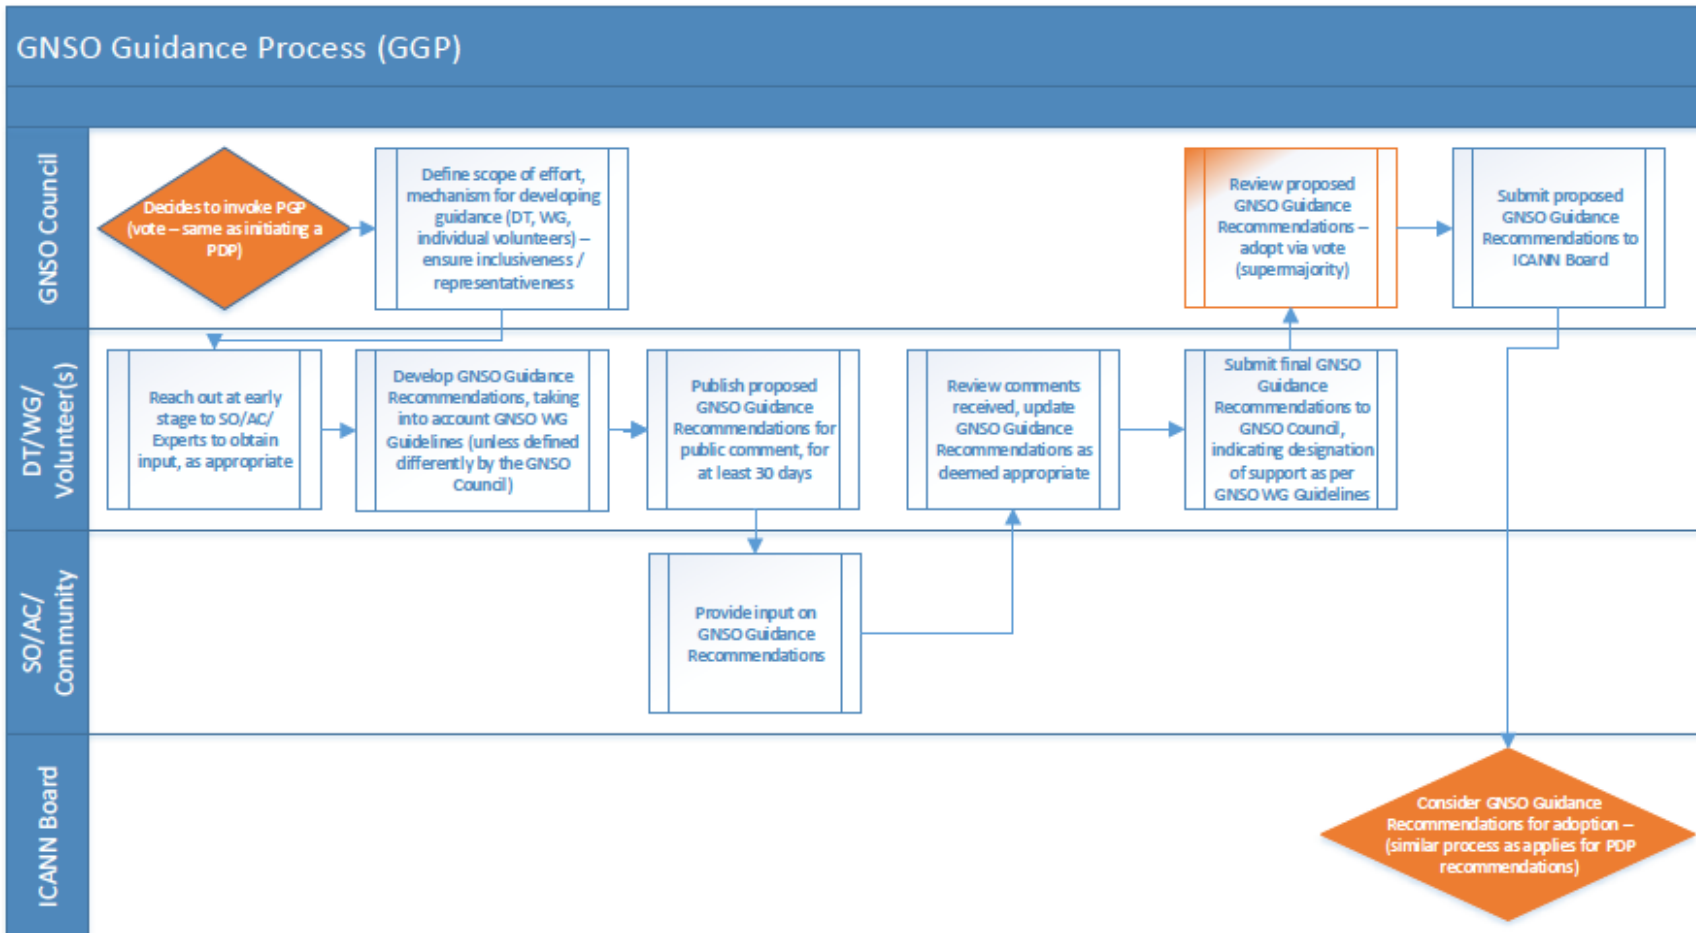 GNSO Guidance Process (GGP)
GNSO Council
Decides to invoke PGP
(vote – same as initiating a
PDP)
Define scope of effort,
mechanism for developing
guidance (DT, WG,
individual volunteers) –
ensure inclusiveness /
representativeness
Review proposed
GNSO Guidance
Recommendations –
adopt via vote
(supermajority)
Submit proposed
GNSO Guidance
Recommendations to
ICANN Board
DT/WG/
Volunteer(s)
Reach out at early
stage to SO/AC/
Experts to obtain
input, as appropriate
Develop GNSO Guidance
Recommendations, taking
into account GNSO WG
Guidelines (unless defined
differently by the GNSO
Council)
Publish proposed
GNSO Guidance
Recommendations for
public comment, for
at least 30 days
Review comments
received, update
GNSO Guidance
Recommendations as
deemed appropriate
Submit final GNSO
Guidance
Recommendations to
GNSO Council,
indicating designation
of support as per
GNSO WG Guidelines
SO/AC/
Community
Provide input on
GNSO Guidance
Recommendations
ICANN Board
Consider GNSO Guidance
Recommendations for adoption –
(similar process as applies for PDP
recommendations)